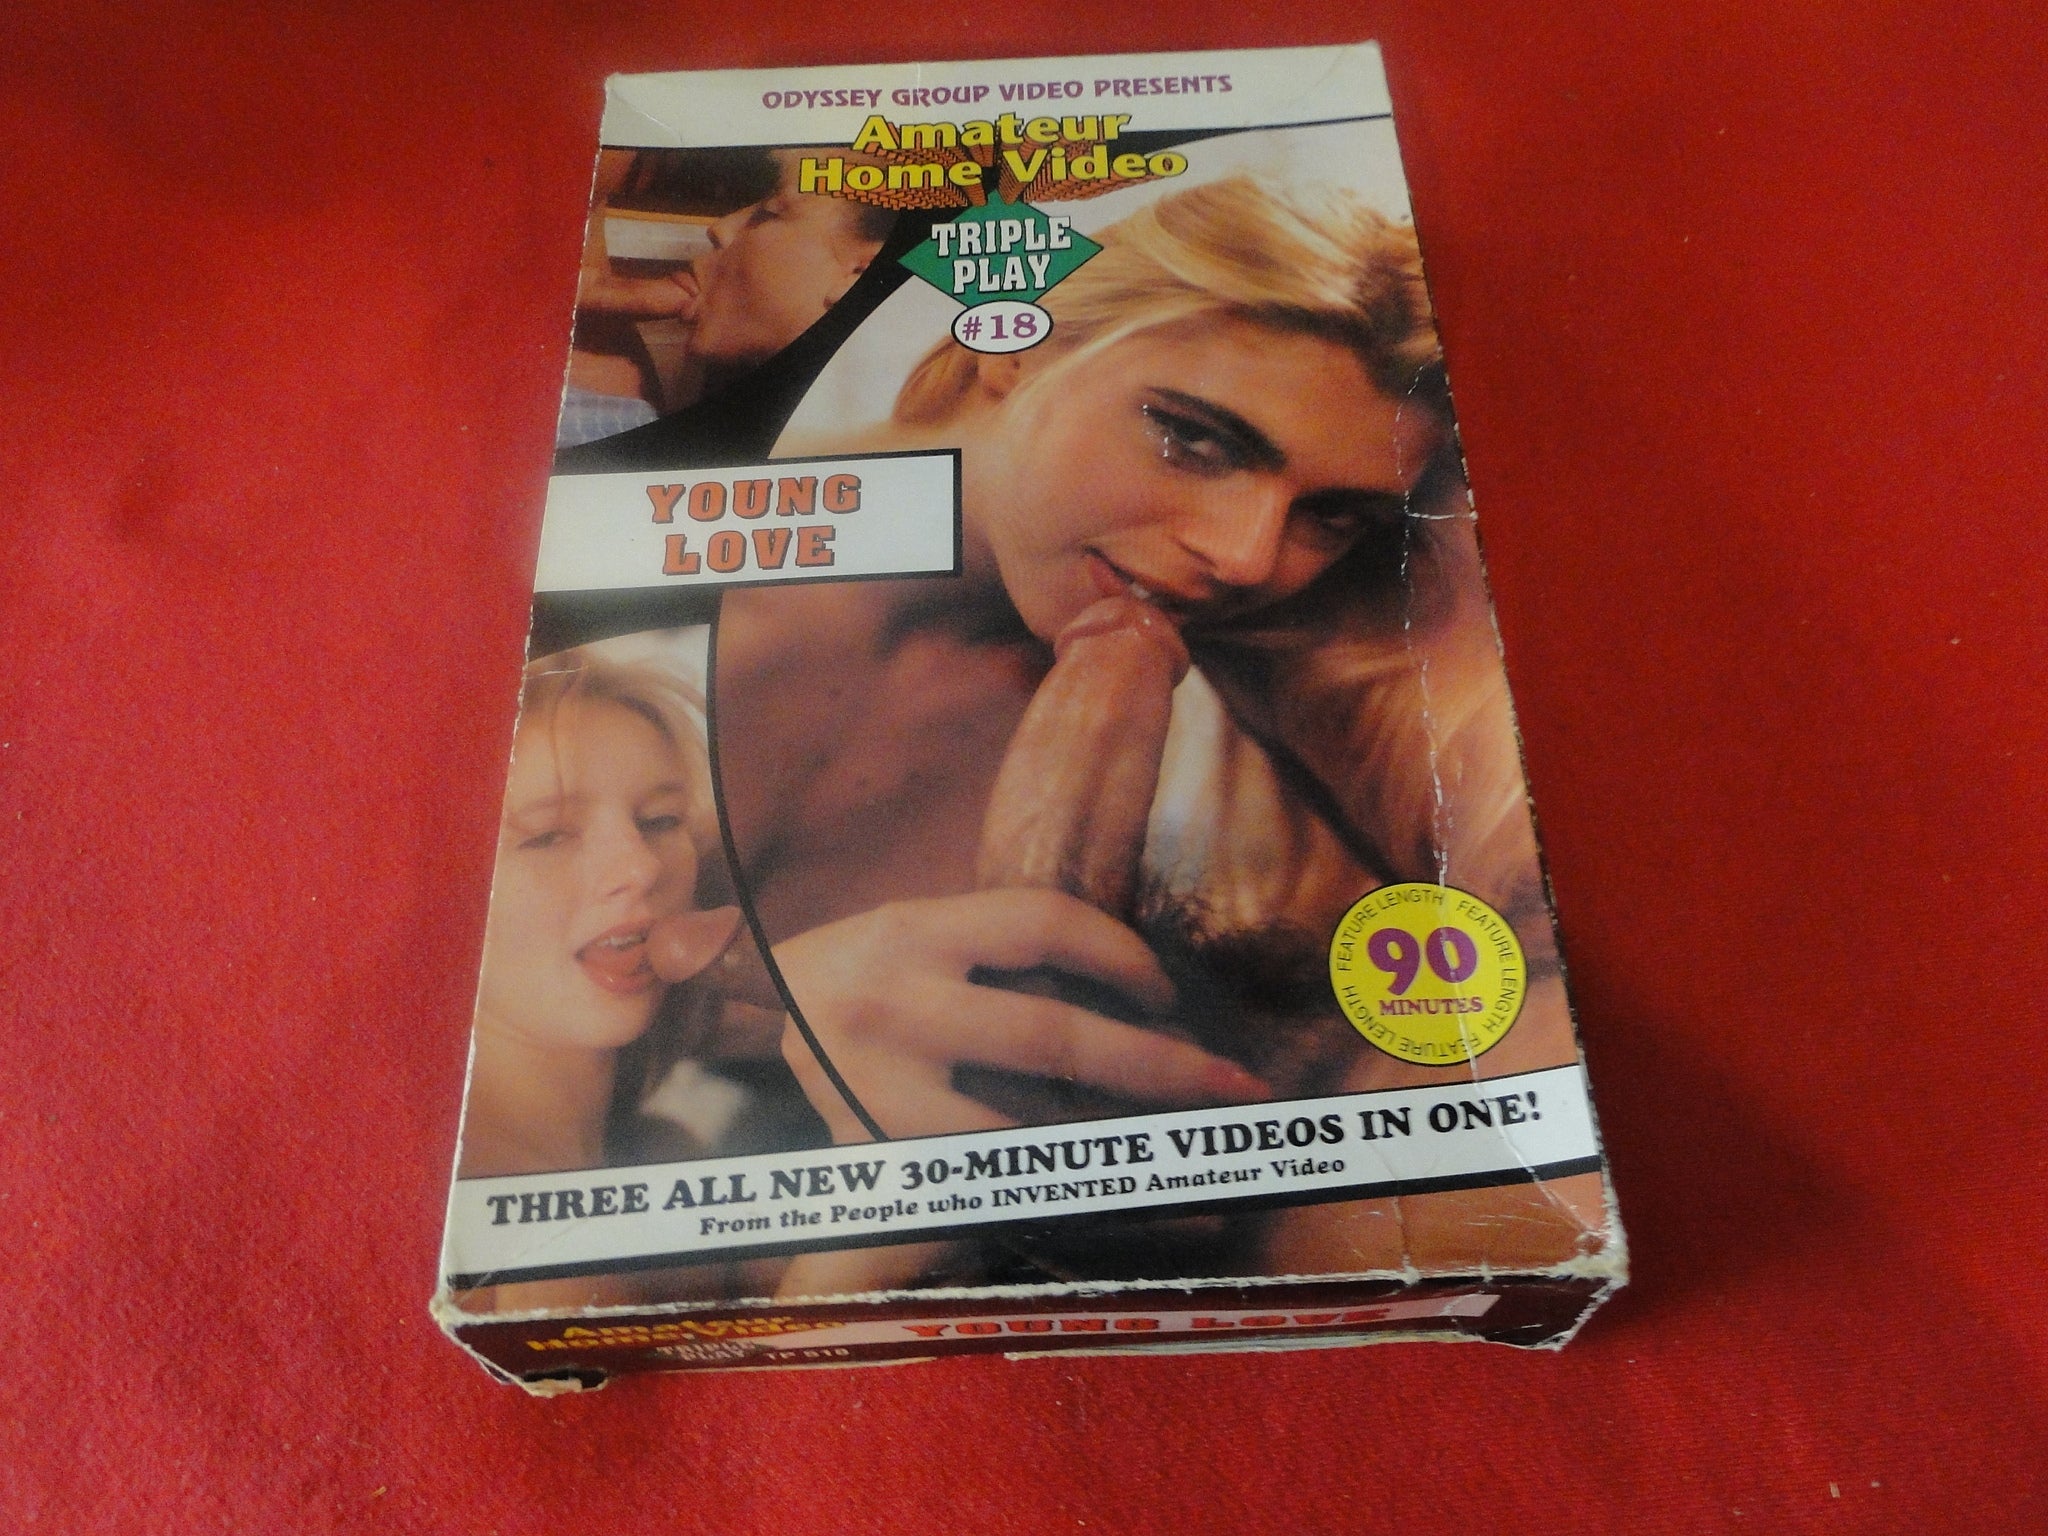 ODYSSEY GROUP VIDEO PRESENTS
Amateur
Home Video
TRIPLE
PLAY
#18
YOUNG
LOVE
FEATURE LENGTH FEATURE LENGTH FEATURE LENGTH
90
MINUTES
THREE ALL NEW 30-MINUTE VIDEOS IN ONE!
From the People who INVENTED Amateur Video
Amateur
Home Video
TRIPLE
PLAY
YOUNG LOVE